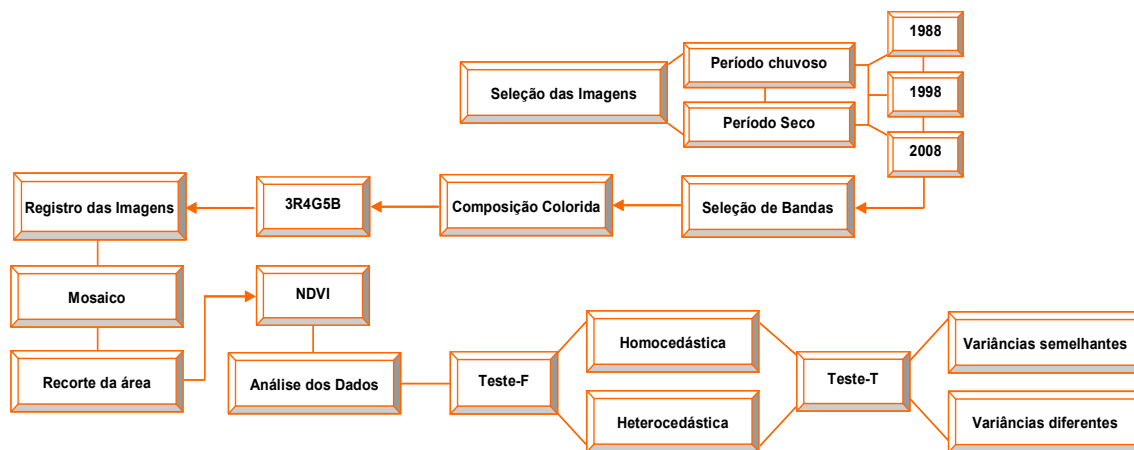 1988
Período chuvoso
Seleção das Imagens
1998
Período Seco
2008
Registro das Imagens
3R4G5B
Composição Colorida
Seleção de Bandas
Mosaico
NDVI
Homocedástica
Variâncias semelhantes
Recorte da área
Análise dos Dados
Teste-F
Teste-T
Heterocedástica
Variâncias diferentes